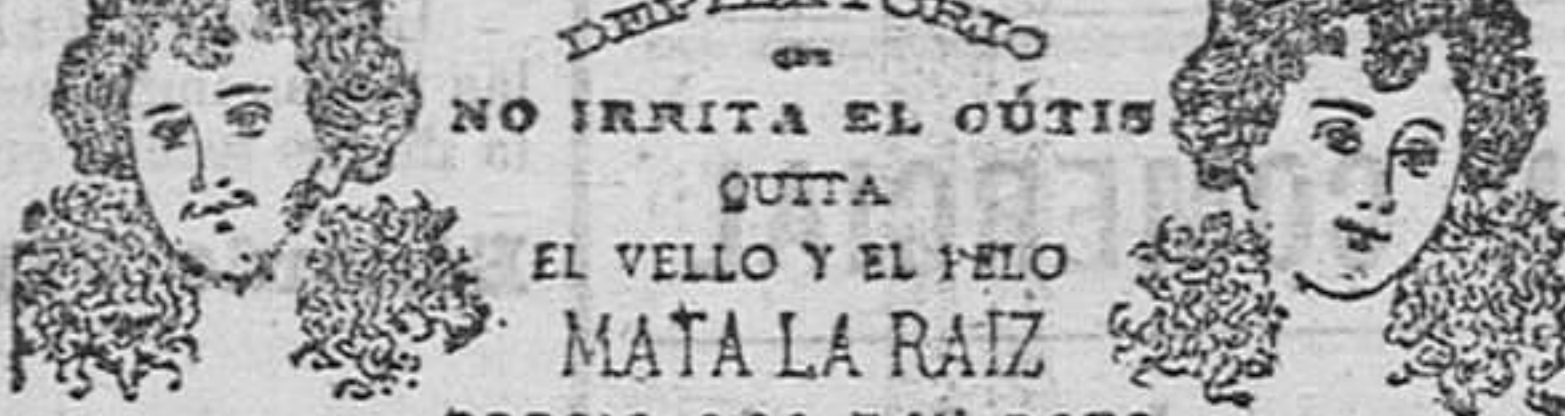 DEPILATORIO
NO IRRITA EL CÚTIS
QUITA
EL VELLO Y EL PELO
MATA LA RAIZ